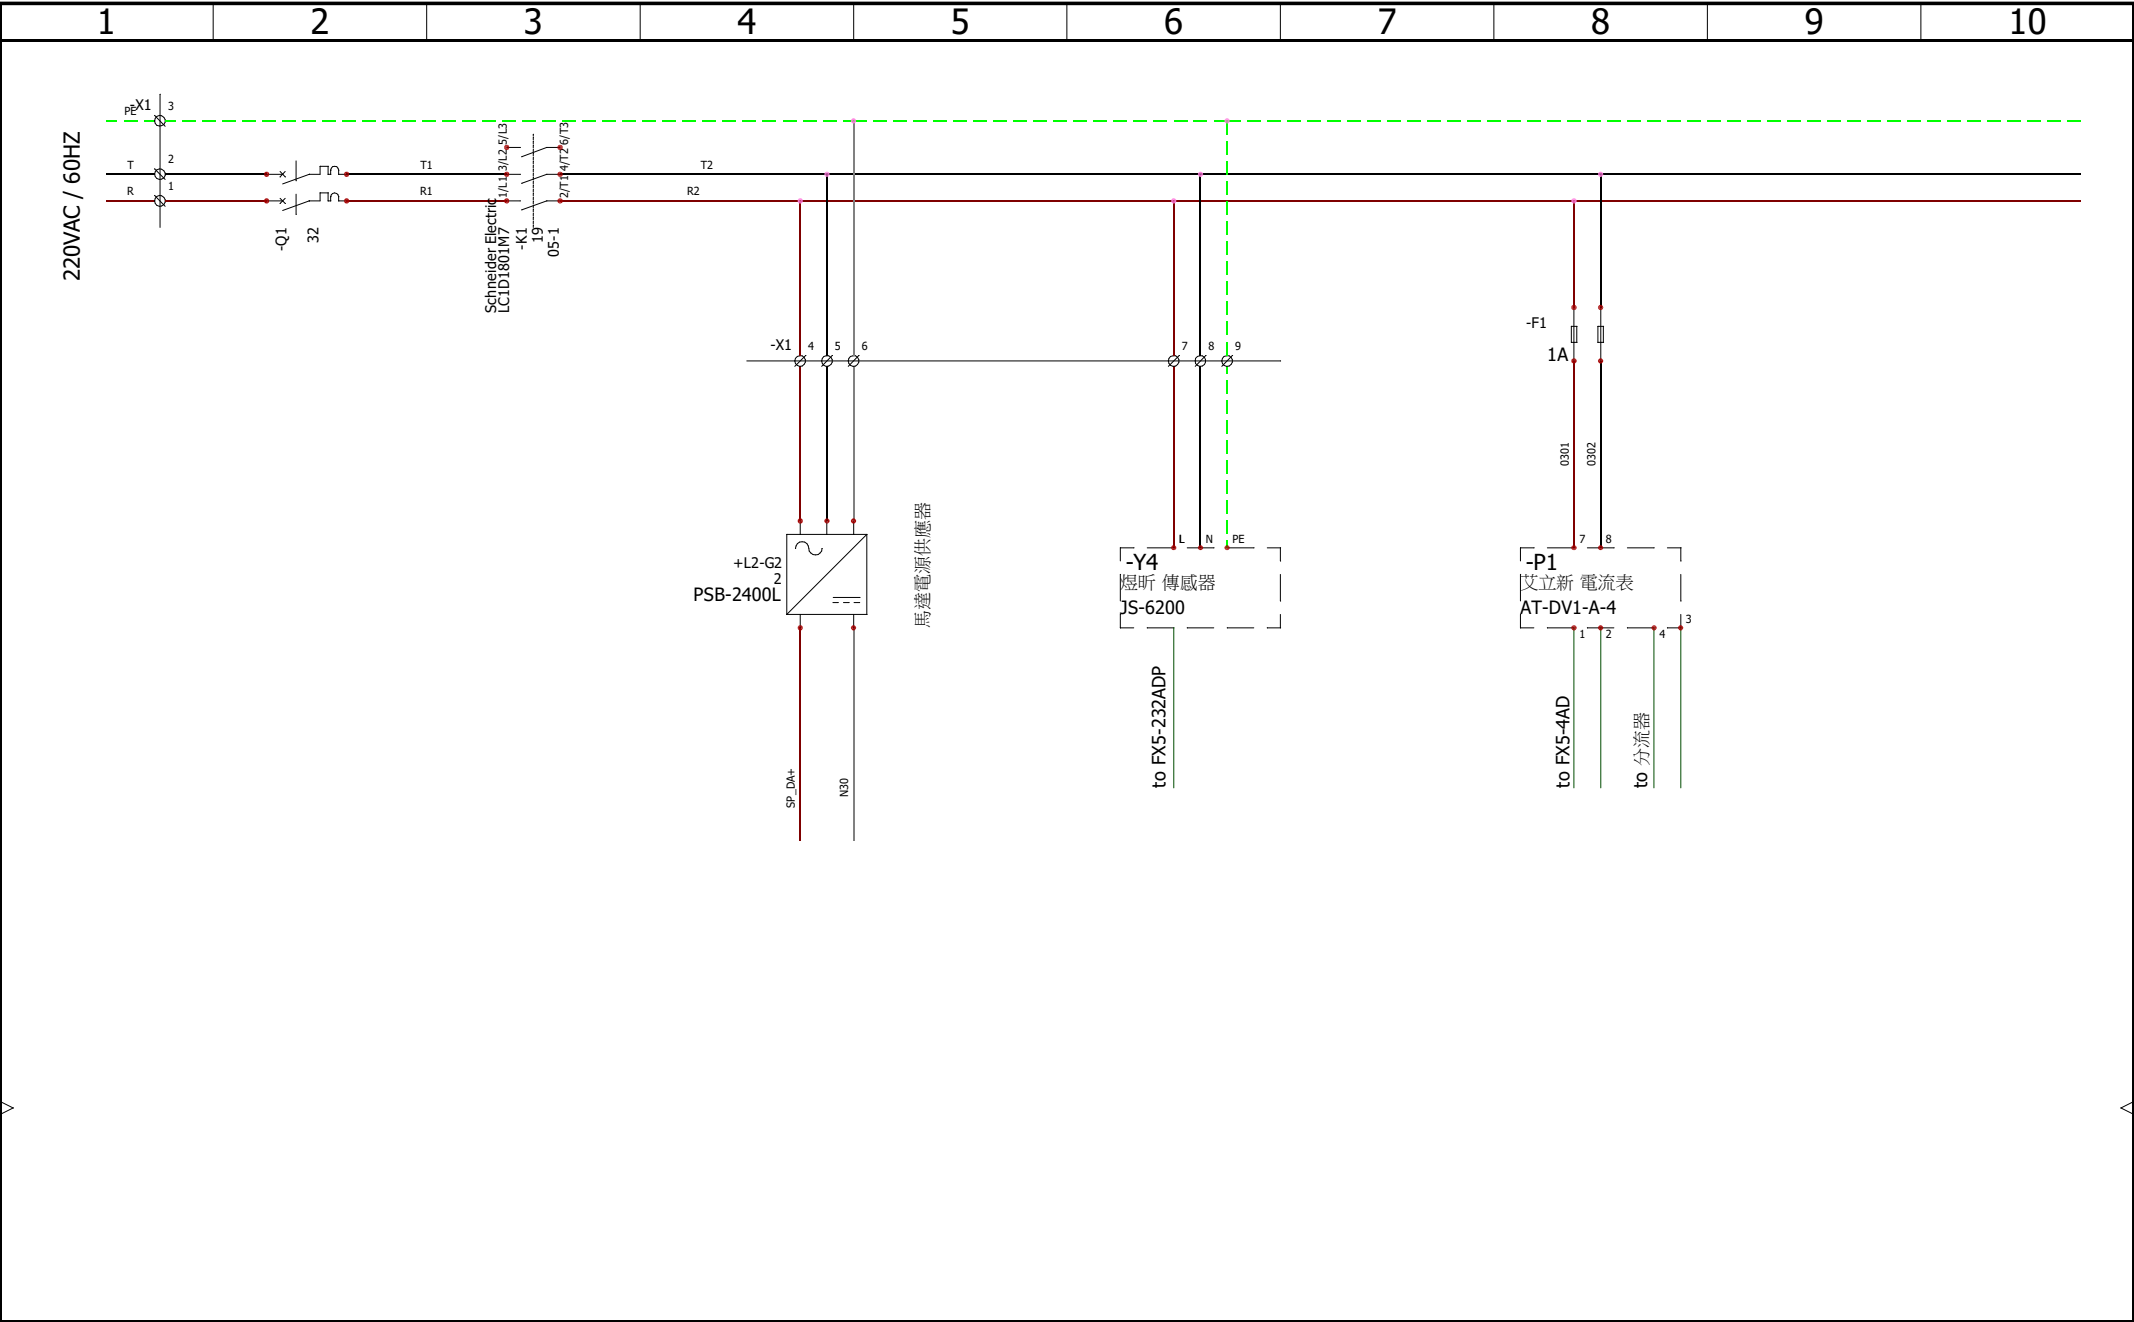 1 2 3 4 5 6 7 8 9 10
220VAC / 60HZ
-X1 3
PE
T 2
R 1
-Q1
32
T1
R1
1/L1 3/L2 5/L3
2/T1 4/T2 6/T3
Schneider Electric
LC1D1801M7
-K1
19
05-1
T2
R2
-X1 4 5 6 7 8 9
-F1
1A
0301
0302
+L2-G2
2
PSB-2400L
馬達電源供應器
SP_DA+
N30
L N PE
-Y4
煜昕 傳感器
JS-6200
to FX5-232ADP
7 8
-P1
艾立新 電流表
AT-DV1-A-4
1 2 4 3
to FX5-4AD
to 分流器